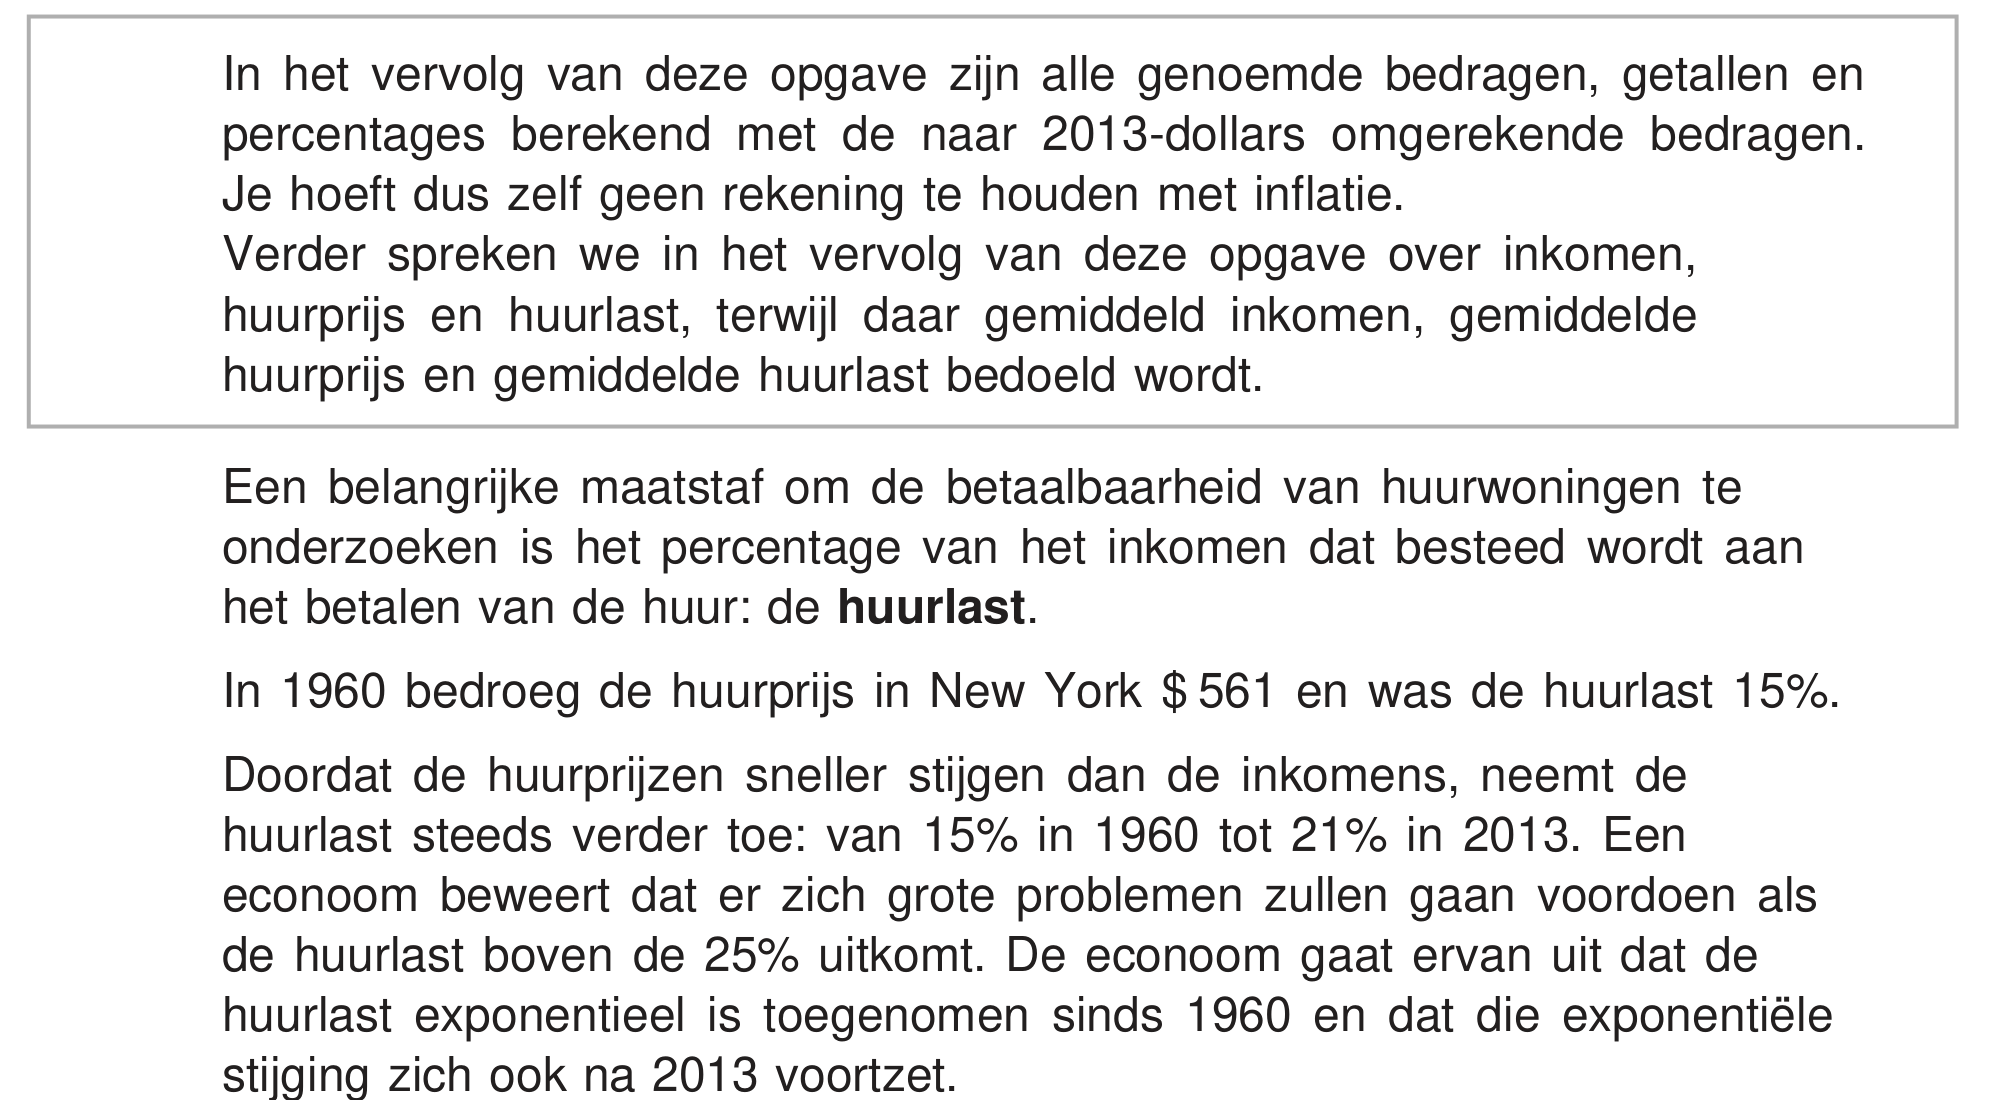 In het vervolg van deze opgave zijn alle genoemde bedragen, getallen en
percentages berekend met de naar 2013-dollars omgerekende bedragen.
Je hoeft dus zelf geen rekening te houden met inflatie.
Verder spreken we in het vervolg van deze opgave over inkomen,
huurprijs en huurlast, terwijl daar gemiddeld inkomen, gemiddelde
huurprijs en gemiddelde huurlast bedoeld wordt.
Een belangrijke maatstaf om de betaalbaarheid van huurwoningen te
onderzoeken is het percentage van het inkomen dat besteed wordt aan
het betalen van de huur: de huurlast.
In 1960 bedroeg de huurprijs in New York $ 561 en was de huurlast 15%.
Doordat de huurprijzen sneller stijgen dan de inkomens, neemt de
huurlast steeds verder toe: van 15% in 1960 tot 21% in 2013. Een
econoom beweert dat er zich grote problemen zullen gaan voordoen als
de huurlast boven de 25% uitkomt. De econoom gaat ervan uit dat de
huurlast exponentieel is toegenomen sinds 1960 en dat die exponentiële
stijging zich ook na 2013 voortzet.